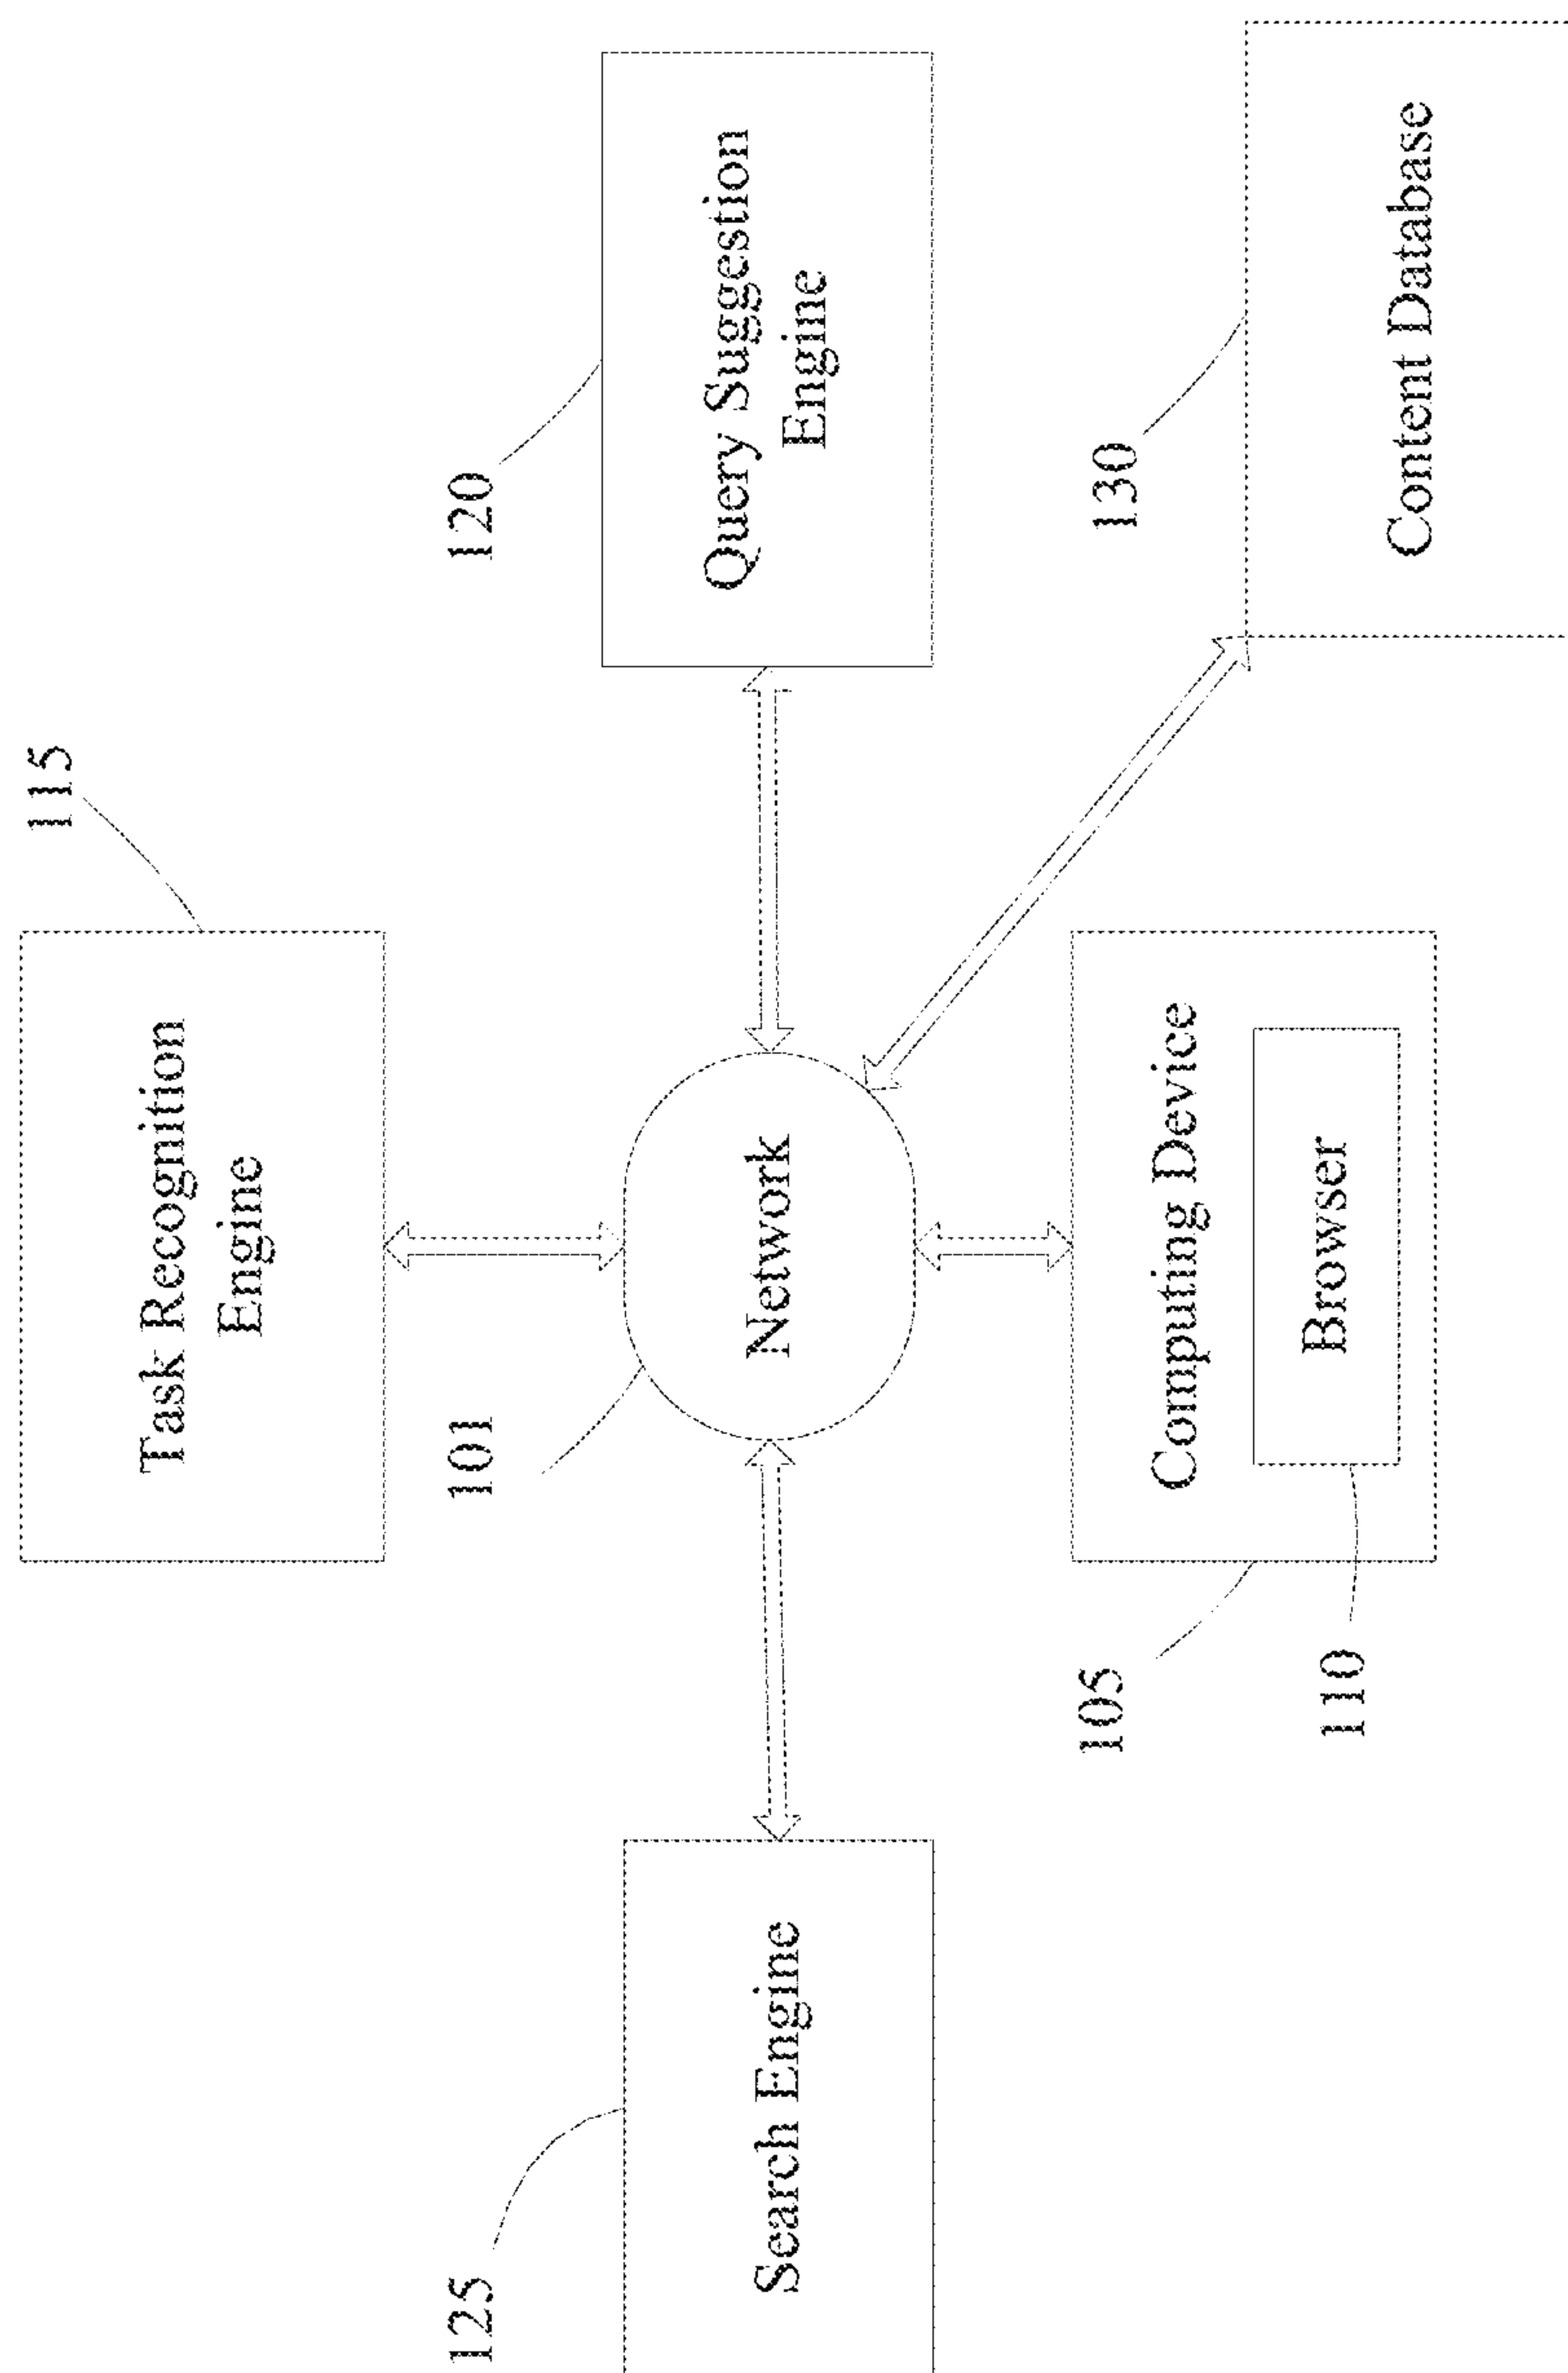 115
Task Recognition
Engine
120
Query Suggestion
Engine
101
Network
125
Search Engine
130
Content Database
105
Computing Device
110
Browser